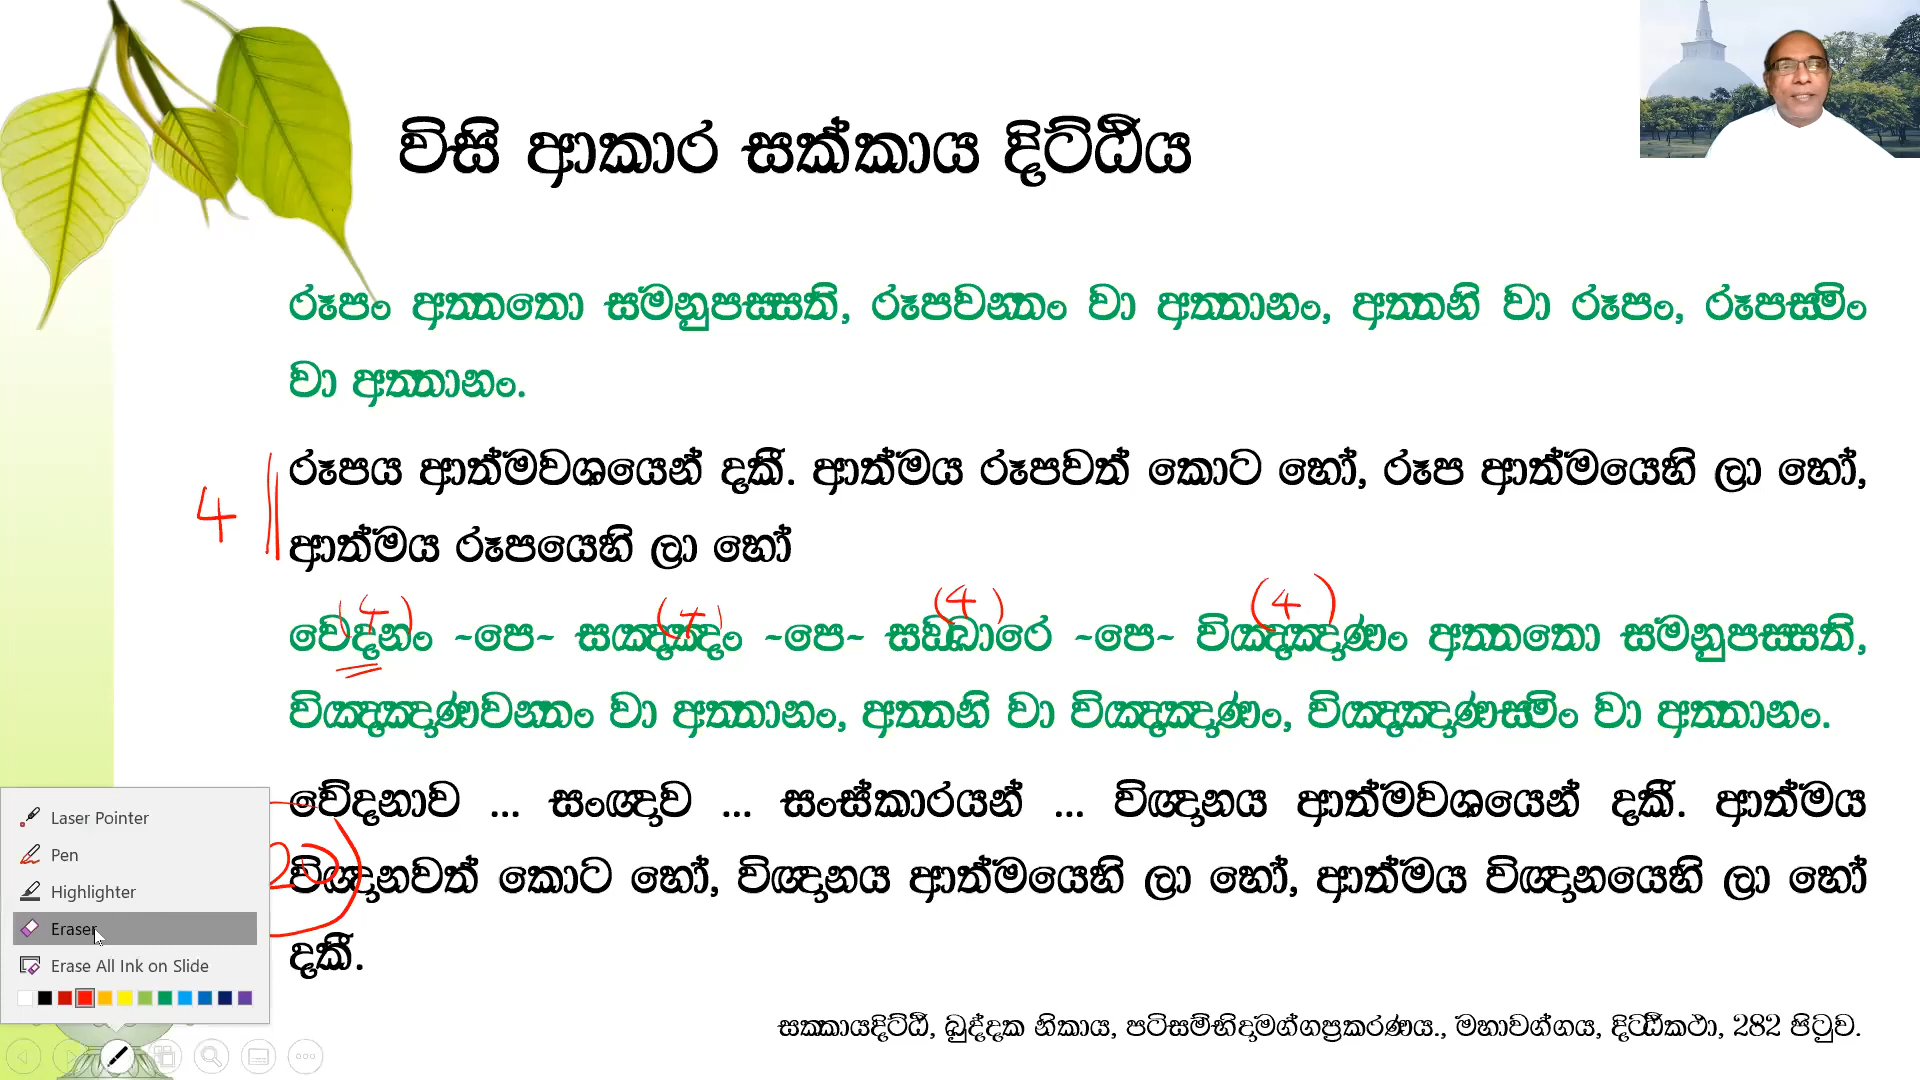 විසි ආකාර සක්කාය දිට්ඨිය
රූපං අත්තතො සමනුපස්සති, රූපවන්තං වා අත්තානං, අත්තනි වා රූපං, රූපස්මිං
වා අත්තානං.
රූපය ආත්මවශයෙන් දකී. ආත්මය රූපවත් කොට හෝ, රූප ආත්මයෙහි ලා හෝ,
4
ආත්මය රූපයෙහි ලා හෝ
(4) (4) (4) (4)
වේදනං ~පෙ~ සඤ්ඤං ~පෙ~ සඞ්ඛාරෙ ~පෙ~ විඤ්ඤාණං අත්තතො සමනුපස්සති,
විඤ්ඤාණවන්තං වා අත්තානං, අත්තනි වා විඤ්ඤාණං, විඤ්ඤාණස්මිං වා අත්තානං.
වේදනාව ... සංඥාව ... සංස්කාරයන් ... විඥානය ආත්මවශයෙන් දකී. ආත්මය
20
විඥානවත් කොට හෝ, විඥානය ආත්මයෙහි ලා හෝ, ආත්මය විඥානයෙහි ලා හෝ
දකී.
Laser Pointer
Pen
Highlighter
Eraser
Erase All Ink on Slide
සක්කායදිට්ඨි, ඛුද්දක නිකාය, පටිසම්භිදාමග්ගප්‍රකරණය., මහාවග්ගය, දිට්ඨිකථා, 282 පිටුව.